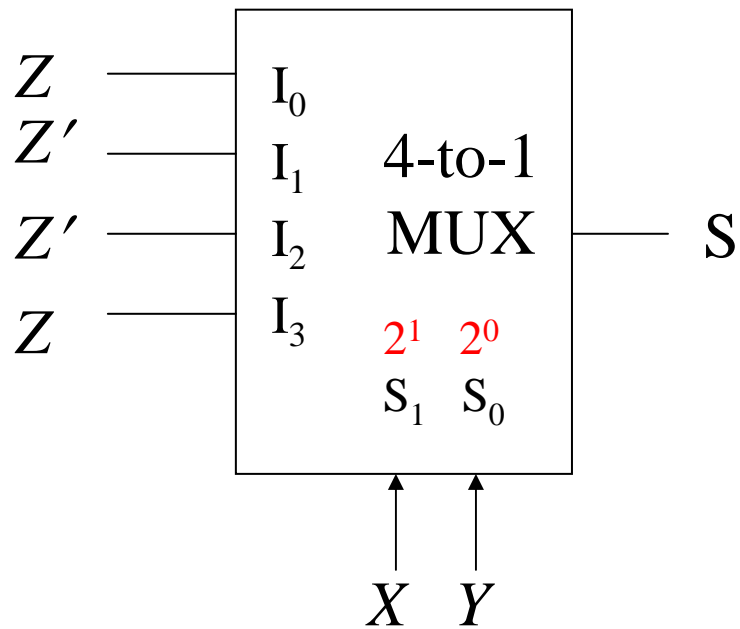 Z I₀
Z′ I₁ 4-to-1
Z′ I₂ MUX S
Z I₃ 2¹ 2⁰
S₁ S₀
X Y